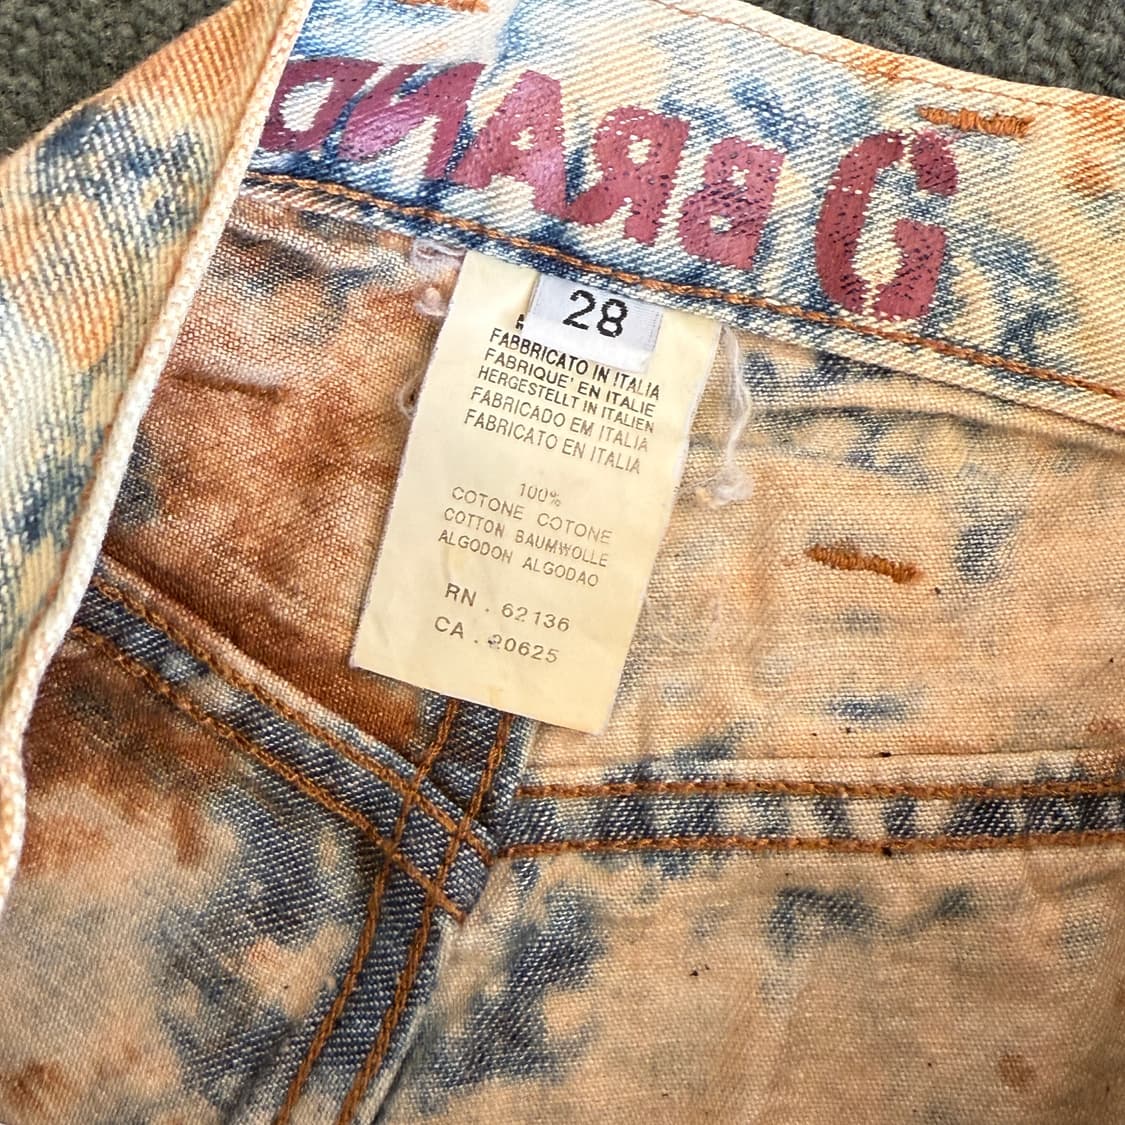 G BRAND
28
FABBRICATO IN ITALIA
FABRIQUE' EN ITALIE
HERGESTELLT IN ITALIEN
FABRICADO EM ITALIA
FABRICATO EN ITALIA
100%
COTONE COTONE
COTTON BAUMWOLLE
ALGODON ALGODAO
RN . 62136
CA . 20625